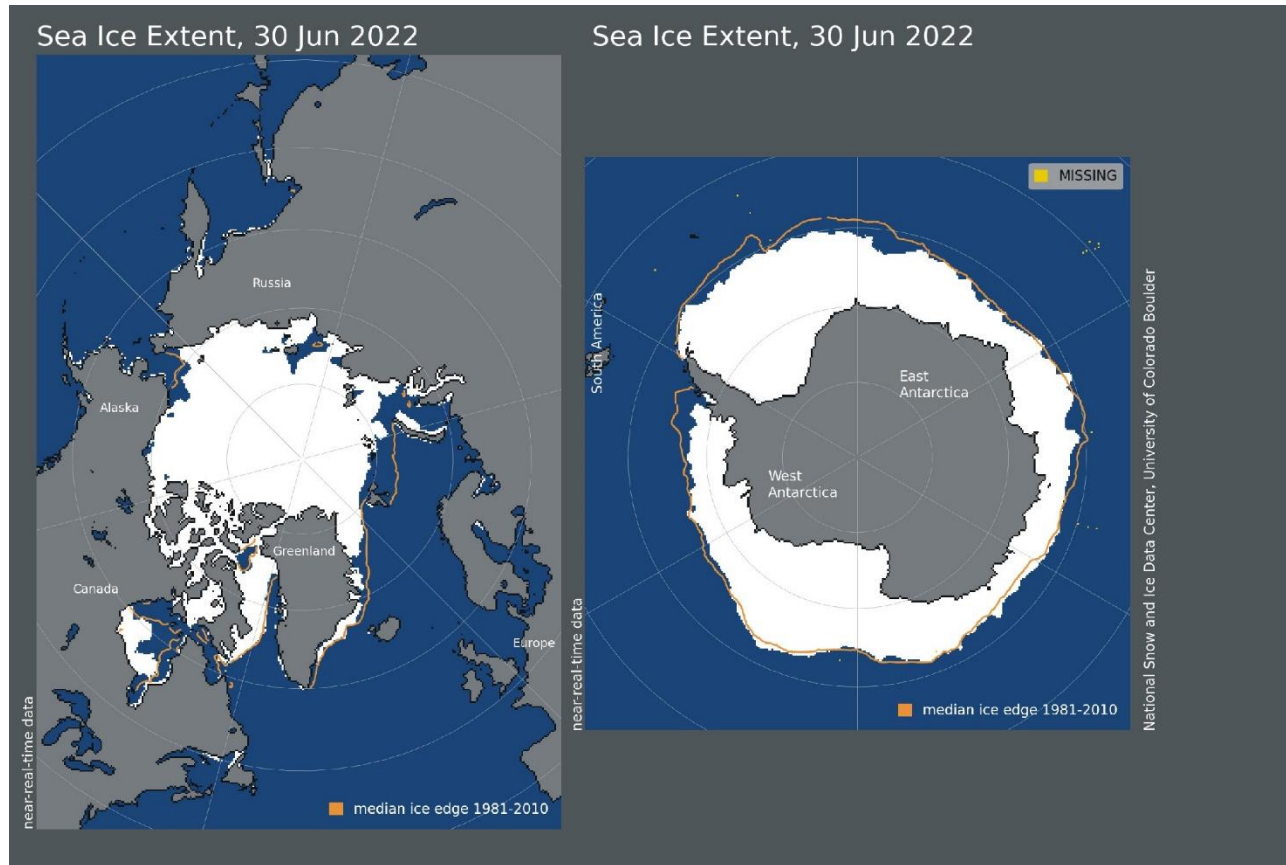 Sea Ice Extent, 30 Jun 2022
Russia
Alaska
Greenland
Canada
Europe
near-real-time data
median ice edge 1981-2010
Sea Ice Extent, 30 Jun 2022
MISSING
South America
East
Antarctica
West
Antarctica
near-real-time data
median ice edge 1981-2010
National Snow and Ice Data Center, University of Colorado Boulder